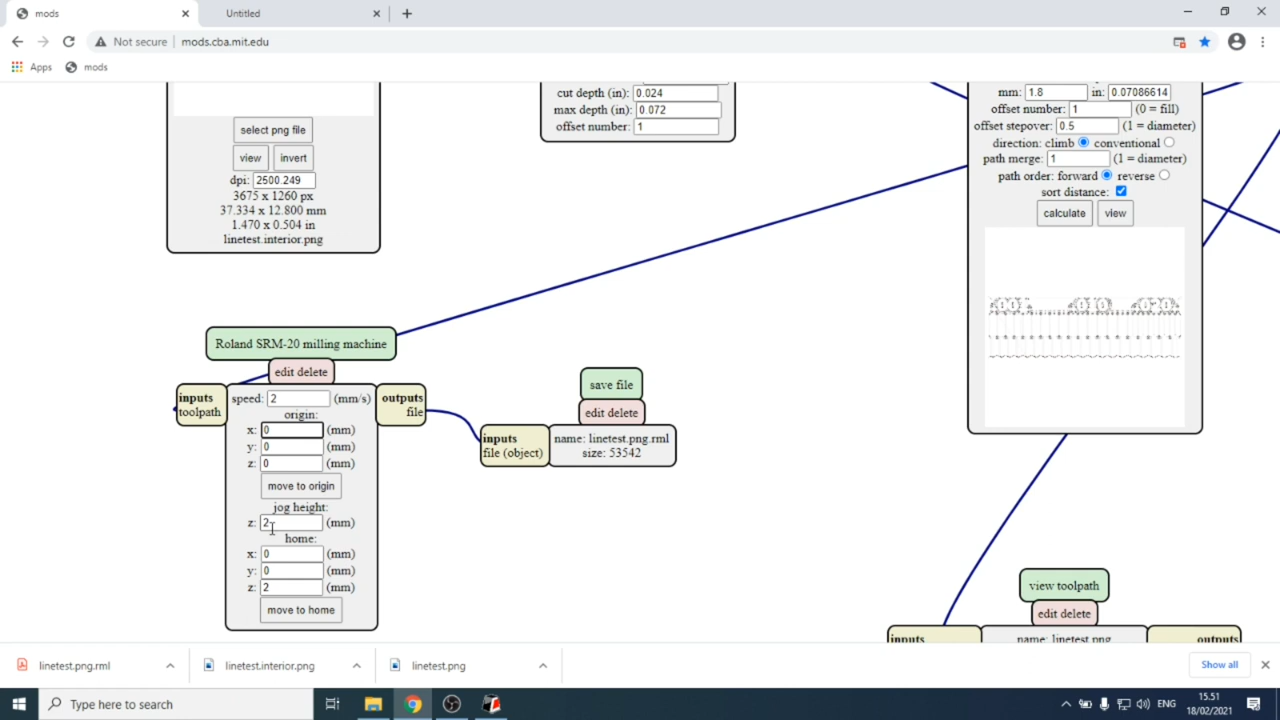 mods
Untitled
Not secure
mods.cba.mit.edu
Apps
mods
select png file
view
invert
dpi: 2500.249
3675 x 1260 px
37.334 x 12.800 mm
1.470 x 0.504 in
linetest.interior.png
cut depth (in): 0.024
max depth (in): 0.072
offset number: 1
mm: 1.8 in: 0.07086614
offset number: 1 (0 = fill)
offset stepover: 0.5 (1 = diameter)
direction: climb conventional
path merge: 1 (1 = diameter)
path order: forward reverse
sort distance:
calculate
view
Roland SRM-20 milling machine
edit delete
inputs
toolpath
speed: 2 (mm/s)
origin:
x: 0 (mm)
y: 0 (mm)
z: 0 (mm)
move to origin
jog height:
z: 2 (mm)
home:
x: 0 (mm)
y: 0 (mm)
z: 2 (mm)
move to home
outputs
file
save file
edit delete
inputs
file (object)
name: linetest.png.rml
size: 53542
view toolpath
edit delete
inputs
name: linetest.png
outputs
linetest.png.rml
linetest.interior.png
linetest.png
Show all
Type here to search
ENG
15.51
18/02/2021